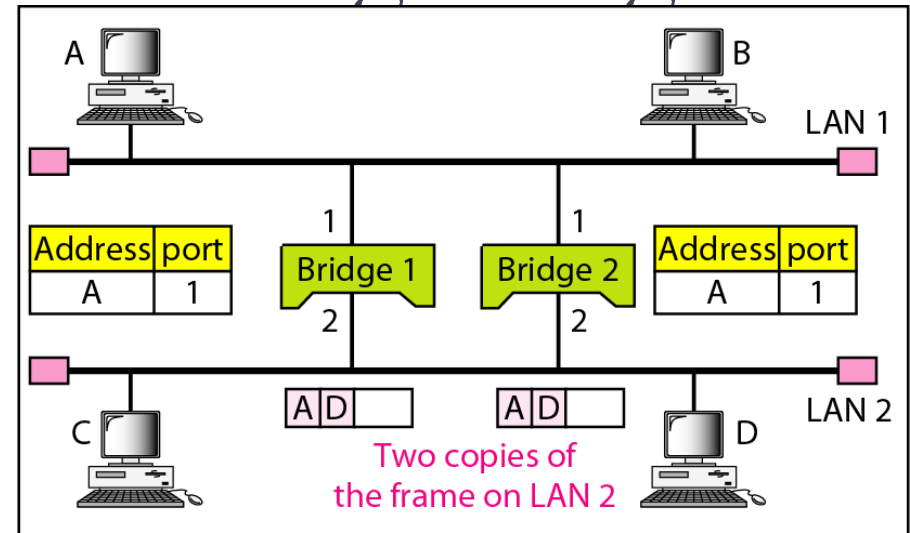 A
B
LAN 1
1
1
Address port
A 1
Bridge 1
Bridge 2
Address port
A 1
2
2
A D
A D
C
D
LAN 2
Two copies of
the frame on LAN 2